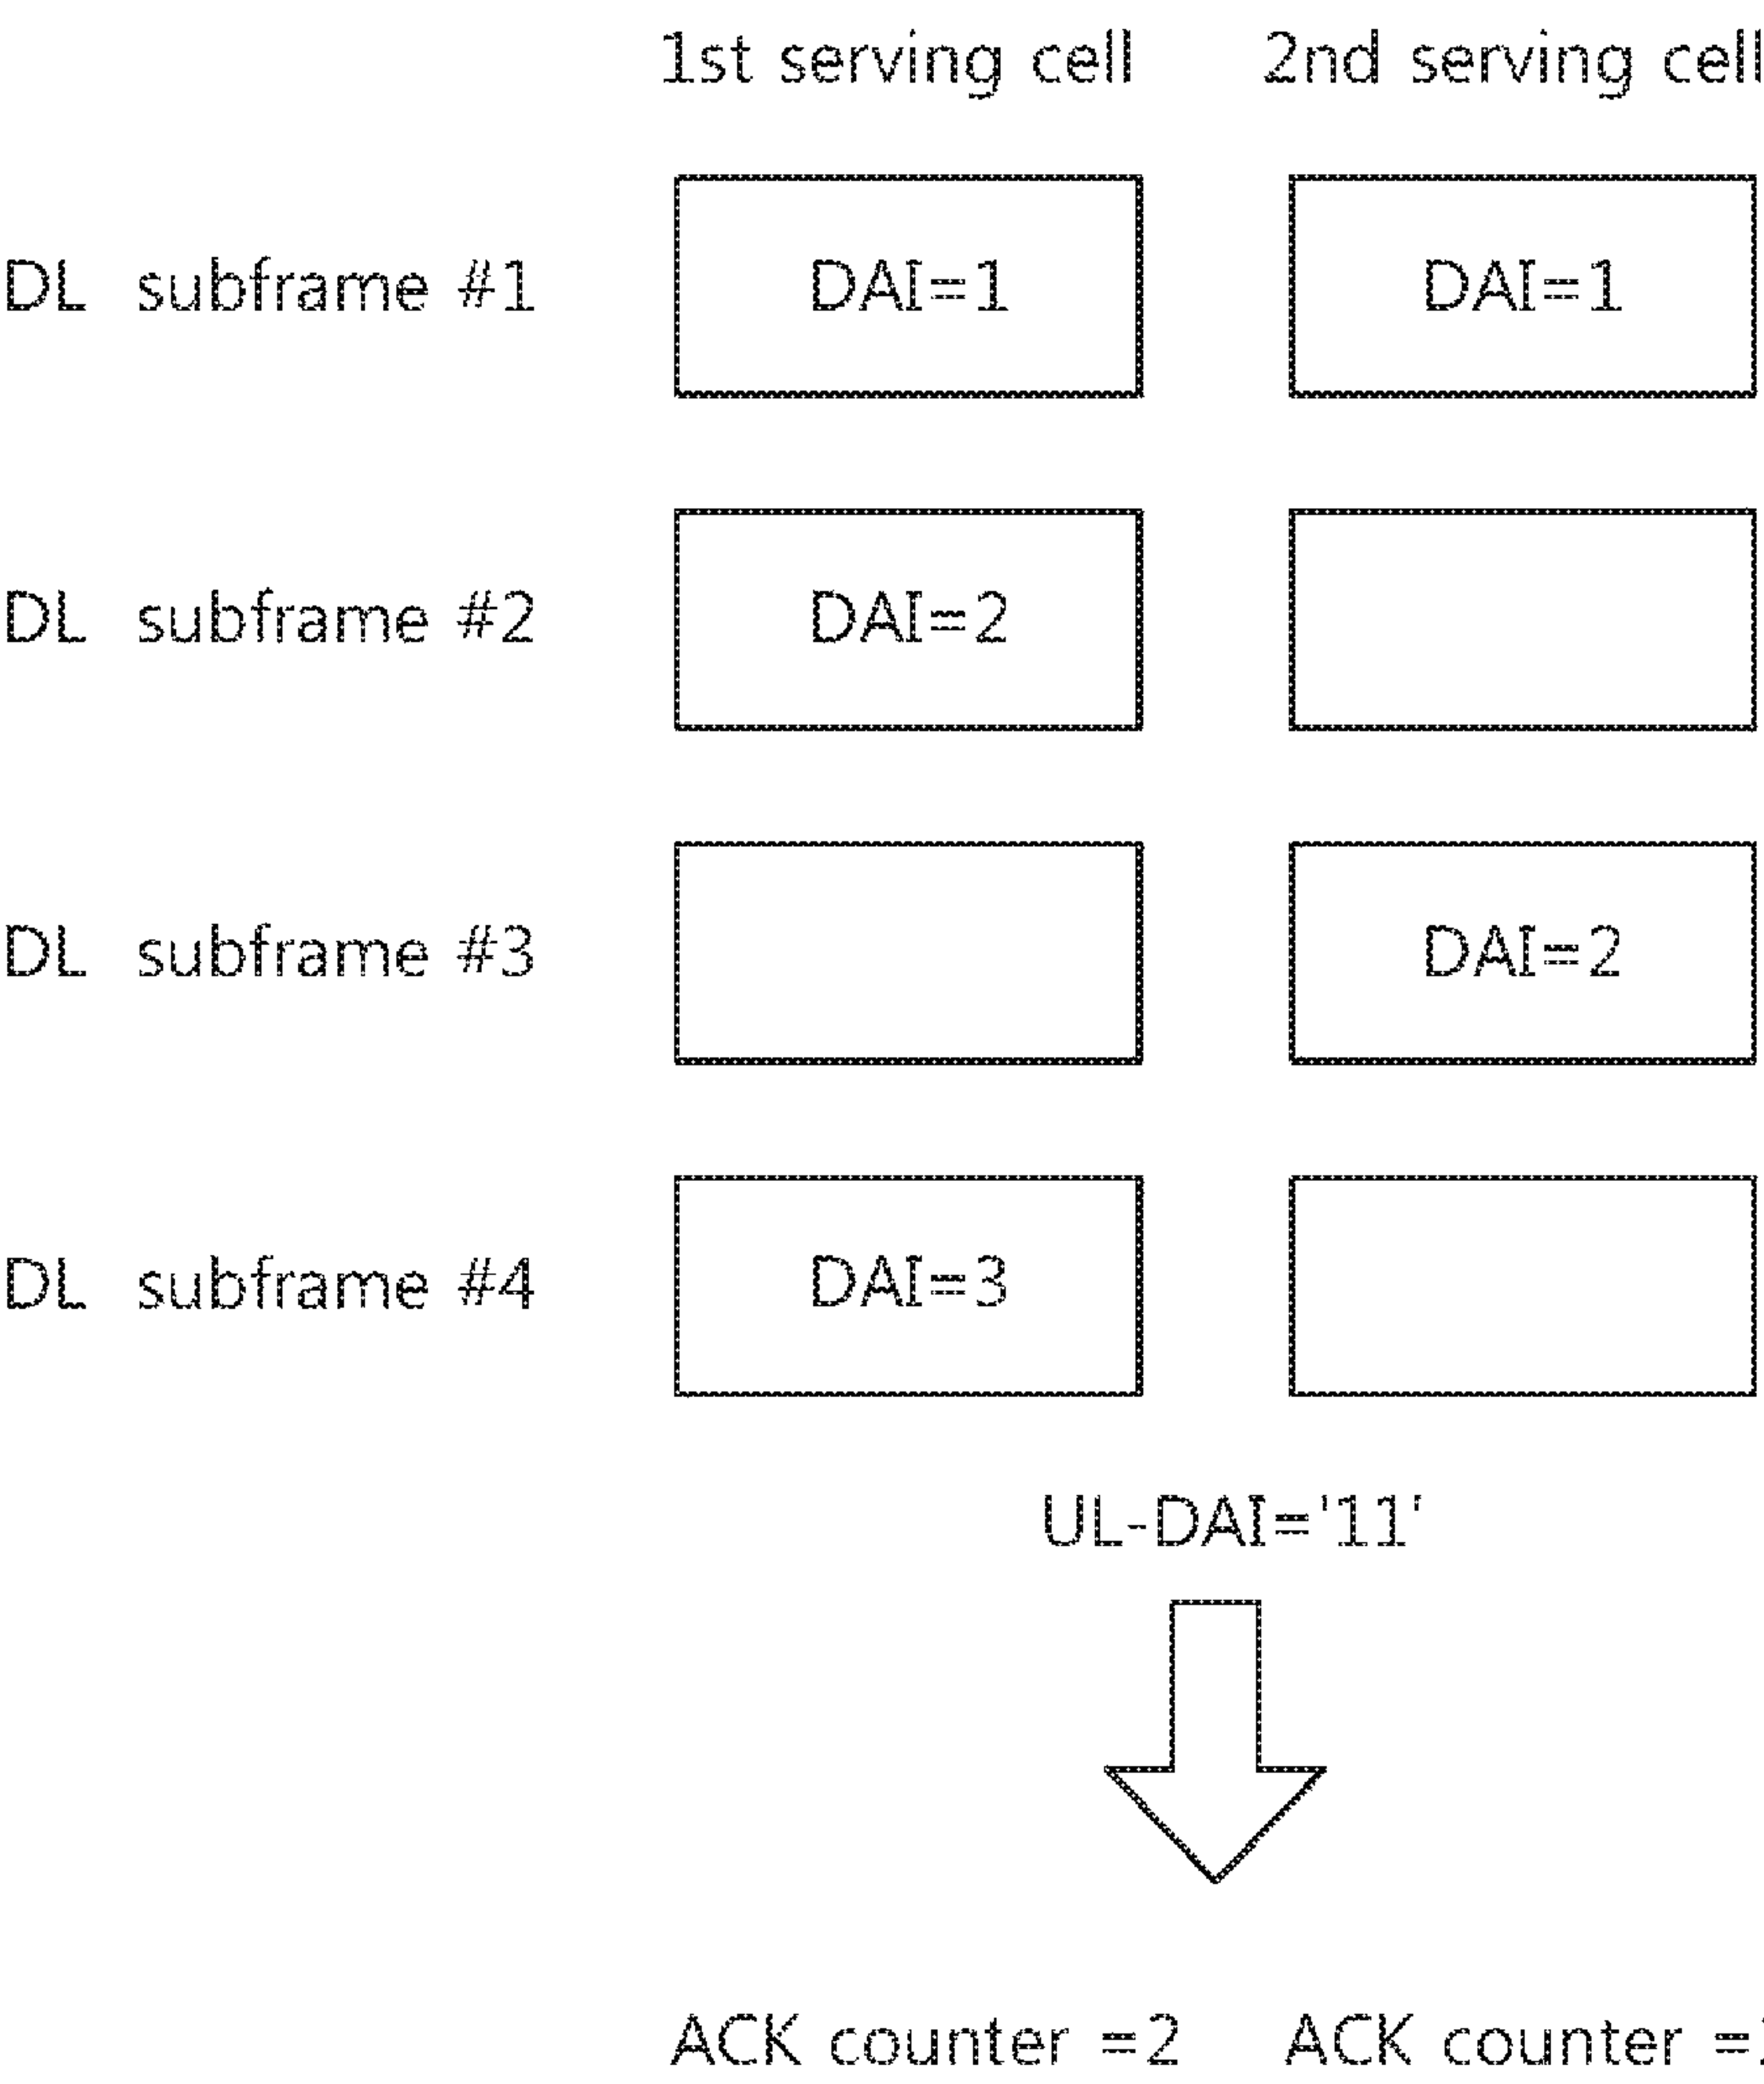 1st serving cell 2nd serving cell
DL subframe #1 DAI=1 DAI=1
DL subframe #2 DAI=2
DL subframe #3 DAI=2
DL subframe #4 DAI=3
UL-DAI='11'
ACK counter =2 ACK counter =